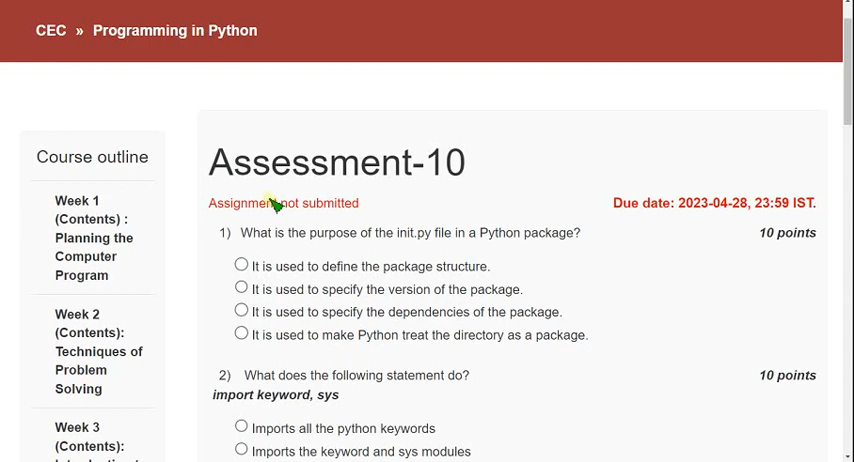 CEC » Programming in Python
Course outline
Week 1
(Contents) :
Planning the
Computer
Program
Week 2
(Contents):
Techniques of
Problem
Solving
Week 3
(Contents):
Assessment-10
Assignment not submitted
Due date: 2023-04-28, 23:59 IST.
1) What is the purpose of the init.py file in a Python package? 10 points
It is used to define the package structure.
It is used to specify the version of the package.
It is used to specify the dependencies of the package.
It is used to make Python treat the directory as a package.
2) What does the following statement do? 10 points
import keyword, sys
Imports all the python keywords
Imports the keyword and sys modules